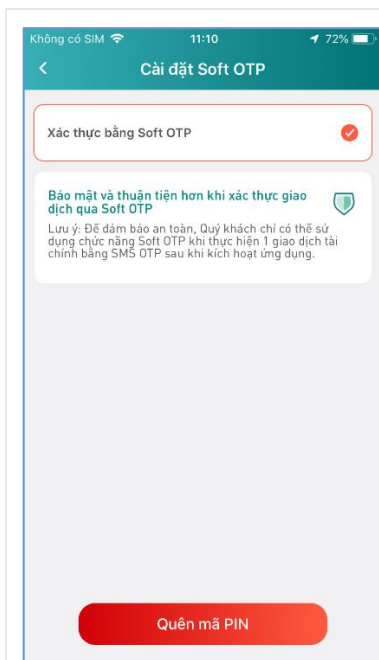 Không có SIM 11:10 72%
Cài đặt Soft OTP
Xác thực bằng Soft OTP
Bảo mật và thuận tiện hơn khi xác thực giao
dịch qua Soft OTP
Lưu ý: Để đảm bảo an toàn, Quý khách chỉ có thể sử
dụng chức năng Soft OTP khi thực hiện 1 giao dịch tài
chính bằng SMS OTP sau khi kích hoạt ứng dụng.
Quên mã PIN